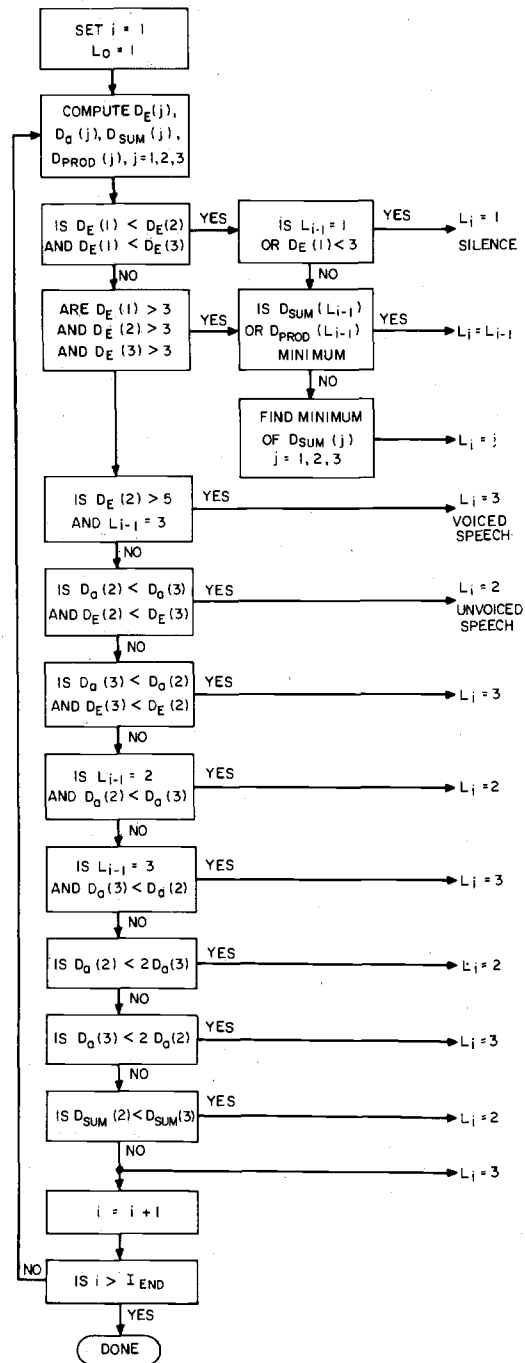 SET i = 1
L0 = 1
COMPUTE DE(j),
Da(j), DSUM(j),
DPROD(j), j=1,2,3
IS DE(1) < DE(2)
AND DE(1) < DE(3)
YES
IS Li-1 = 1
OR DE(1) < 3
YES
Li = 1
SILENCE
NO
NO
ARE DE(1) > 3
AND DE(2) > 3
AND DE(3) > 3
YES
IS DSUM(Li-1)
OR DPROD(Li-1)
MINIMUM
YES
Li = Li-1
NO
FIND MINIMUM
OF DSUM(j)
j = 1,2,3
Li = j
IS DE(2) > 5
AND Li-1 = 3
YES
Li = 3
VOICED
SPEECH
NO
IS Da(2) < Da(3)
AND DE(2) < DE(3)
YES
Li = 2
UNVOICED
SPEECH
NO
IS Da(3) < Da(2)
AND DE(3) < DE(2)
YES
Li = 3
NO
IS Li-1 = 2
AND Da(2) < Da(3)
YES
Li = 2
NO
IS Li-1 = 3
AND Da(3) < Da(2)
YES
Li = 3
NO
IS Da(2) < 2Da(3)
YES
Li = 2
NO
IS Da(3) < 2 Da(2)
YES
Li = 3
NO
IS DSUM(2) < DSUM(3)
YES
Li = 2
NO
Li = 3
i = i + 1
NO
IS i > IEND
YES
DONE